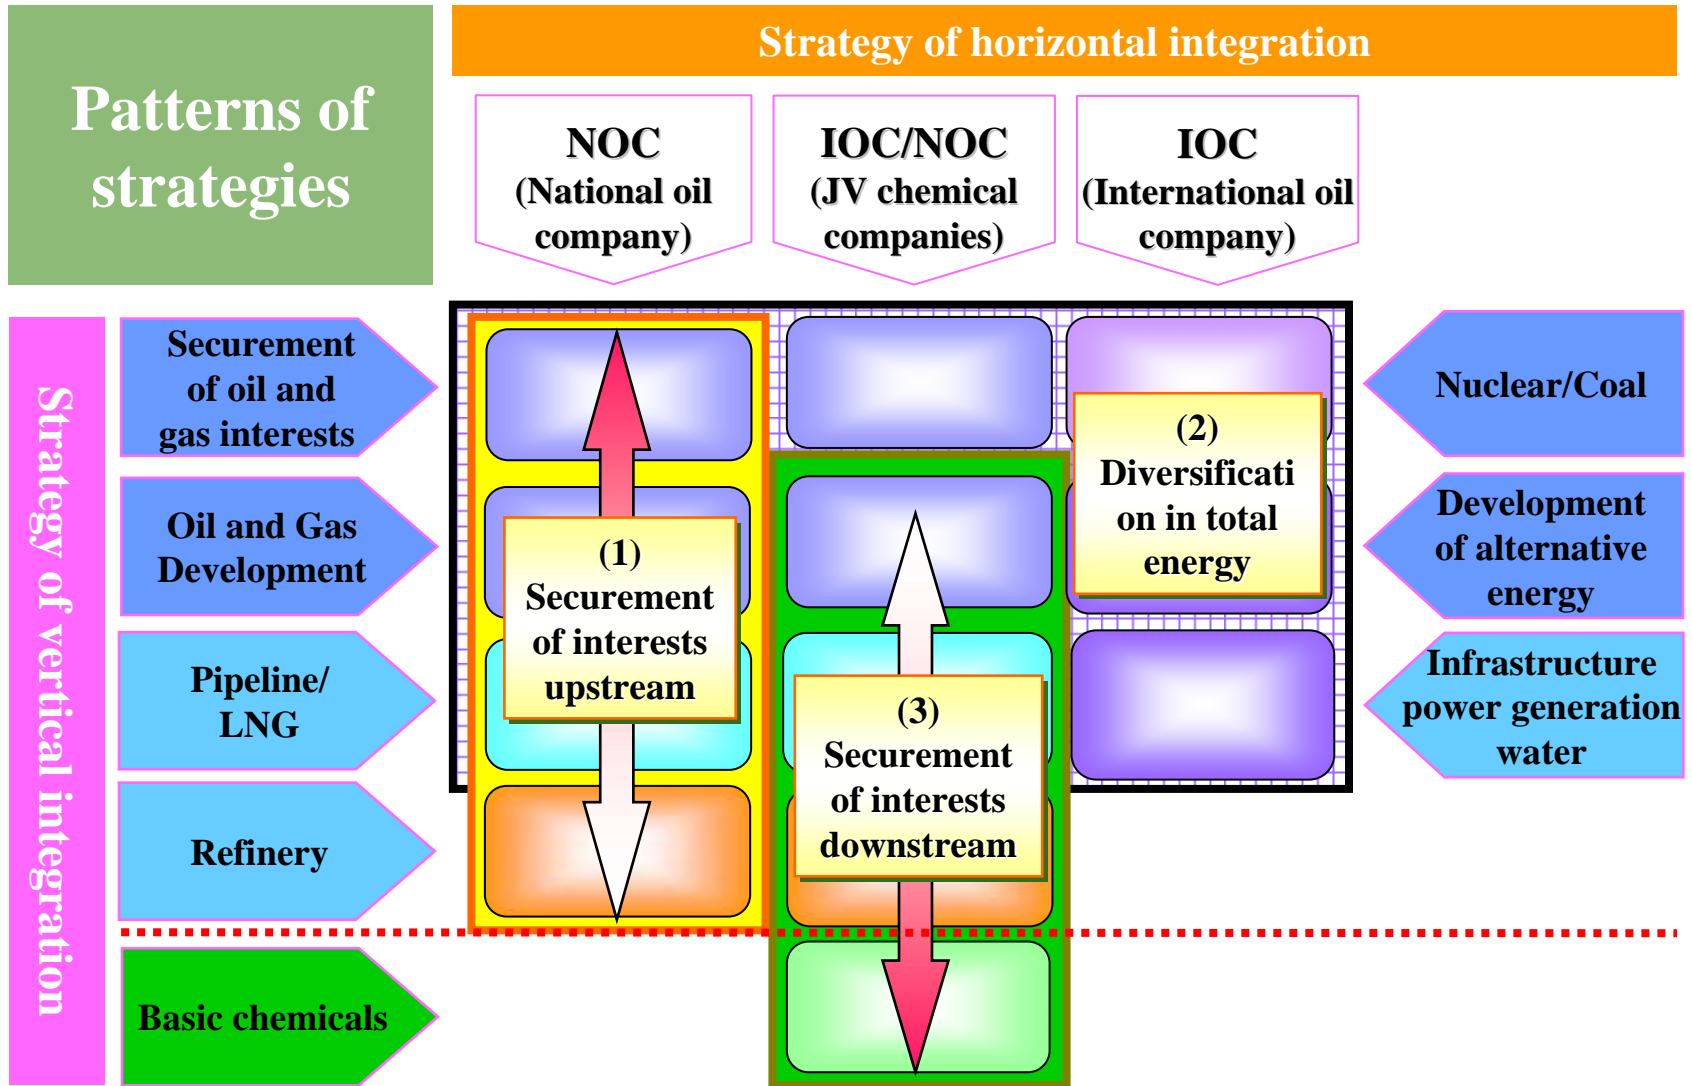 Patterns of
strategies
Strategy of horizontal integration
NOC
(National oil
company)
IOC/NOC
(JV chemical
companies)
IOC
(International oil
company)
Strategy of vertical integration
Securement
of oil and
gas interests
Oil and Gas
Development
Pipeline/
LNG
Refinery
Basic chemicals
(1)
Securement
of interests
upstream
(2)
Diversificati
on in total
energy
(3)
Securement
of interests
downstream
Nuclear/Coal
Development
of alternative
energy
Infrastructure
power generation
water